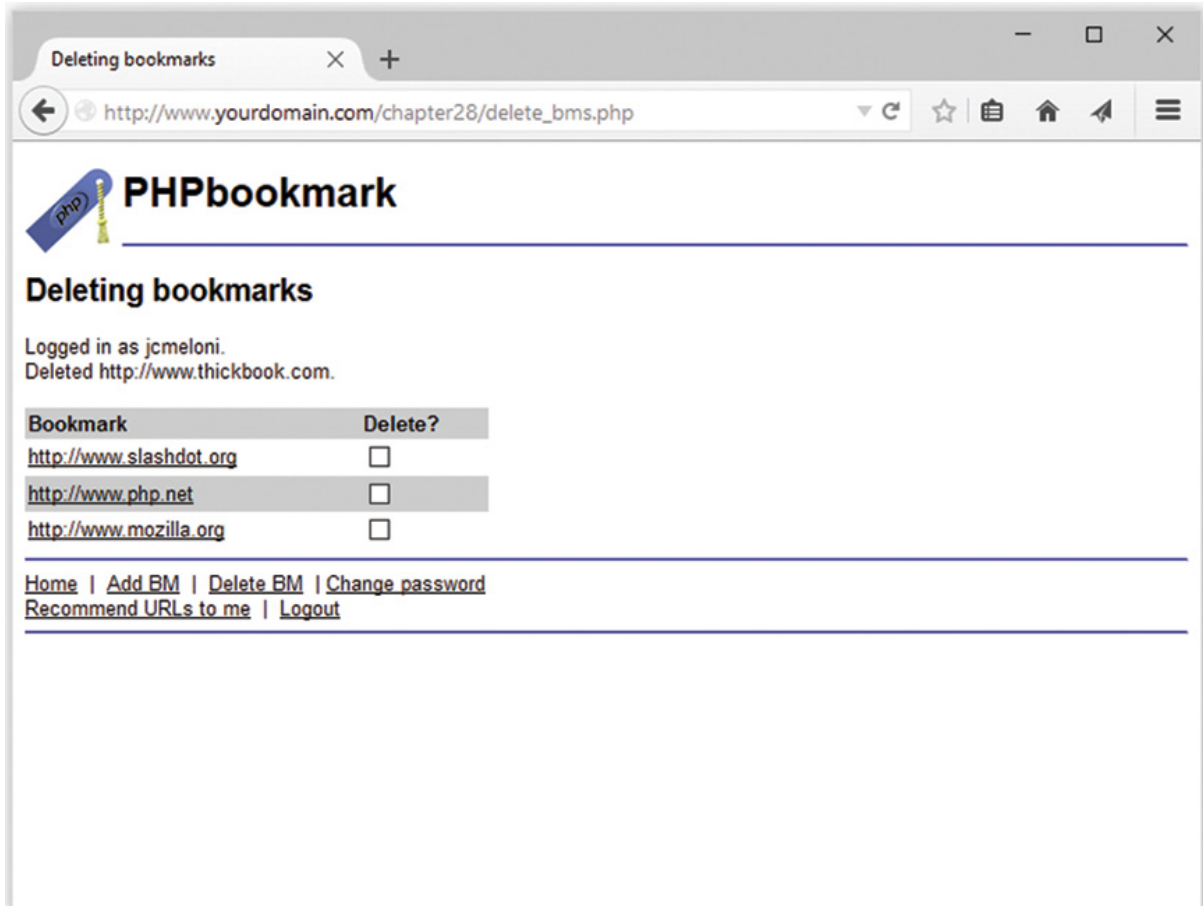 Deleting bookmarks
http://www.yourdomain.com/chapter28/delete_bms.php
php
PHPbookmark
Deleting bookmarks
Logged in as jcmeloni.
Deleted http://www.thickbook.com.
Bookmark Delete?
http://www.slashdot.org
http://www.php.net
http://www.mozilla.org
Home | Add BM | Delete BM | Change password
Recommend URLs to me | Logout